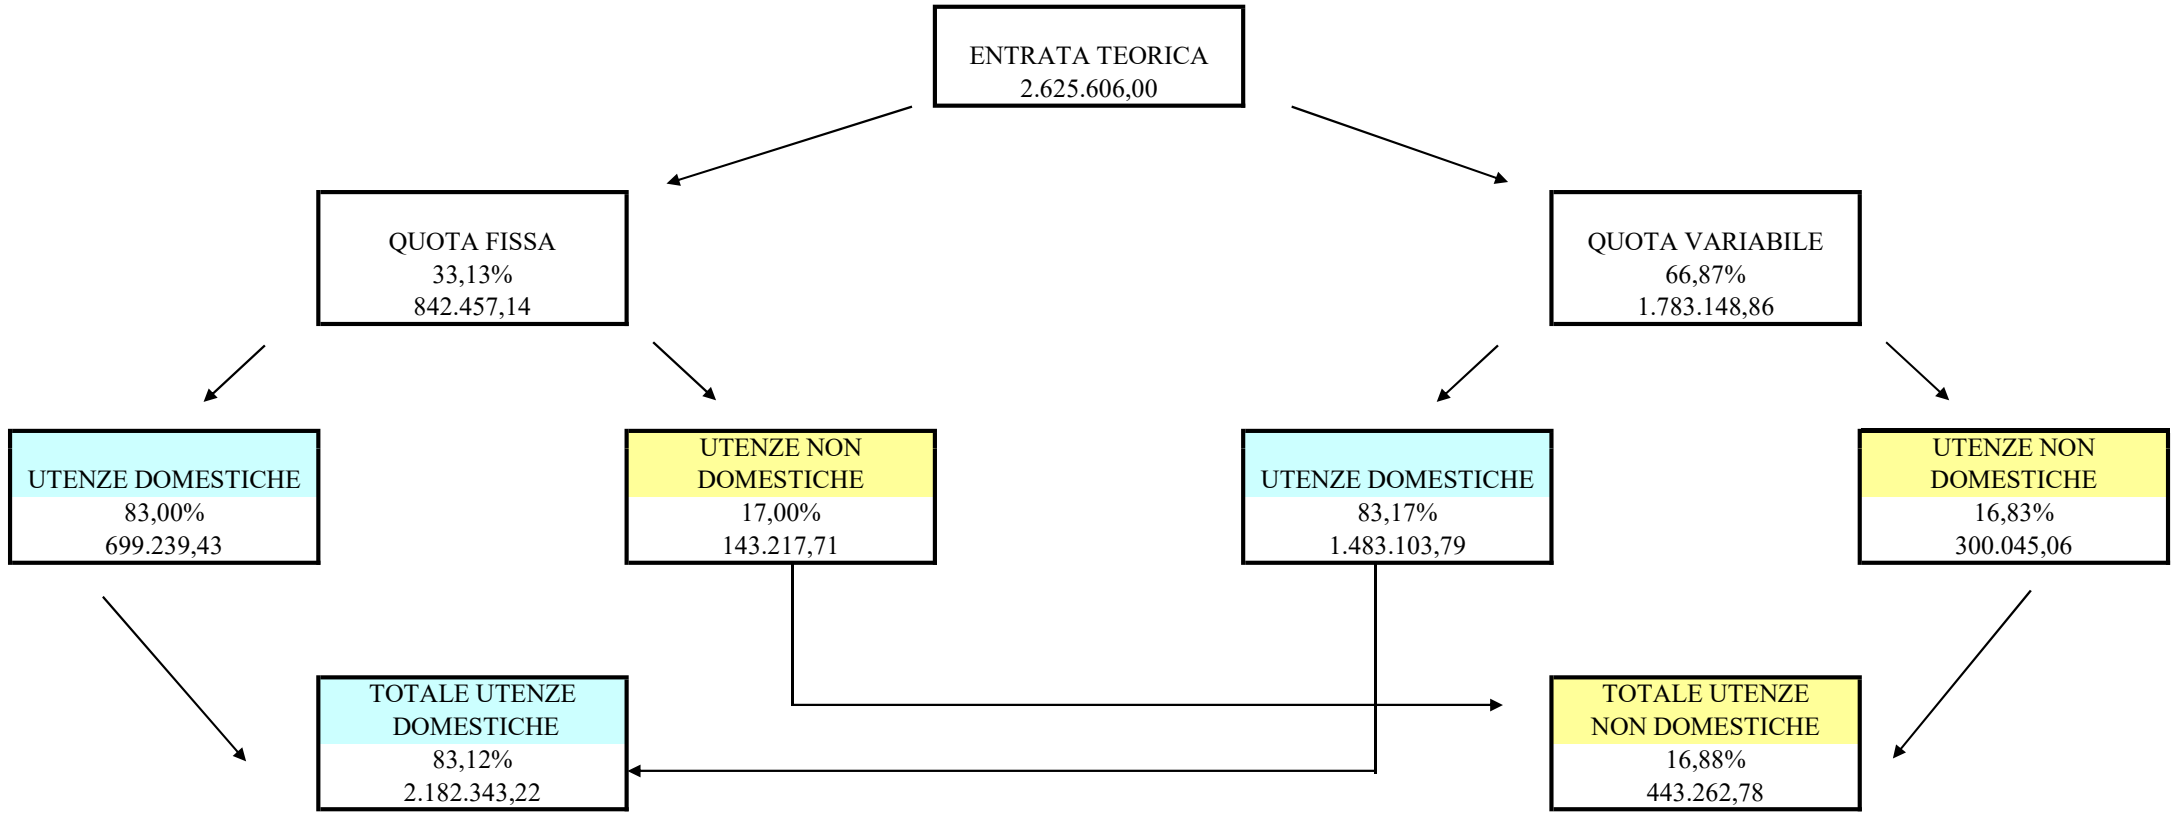 ENTRATA TEORICA
2.625.606,00
QUOTA FISSA
33,13%
842.457,14
QUOTA VARIABILE
66,87%
1.783.148,86
UTENZE DOMESTICHE
83,00%
699.239,43
UTENZE NON
DOMESTICHE
17,00%
143.217,71
UTENZE DOMESTICHE
83,17%
1.483.103,79
UTENZE NON
DOMESTICHE
16,83%
300.045,06
TOTALE UTENZE
DOMESTICHE
83,12%
2.182.343,22
TOTALE UTENZE
NON DOMESTICHE
16,88%
443.262,78